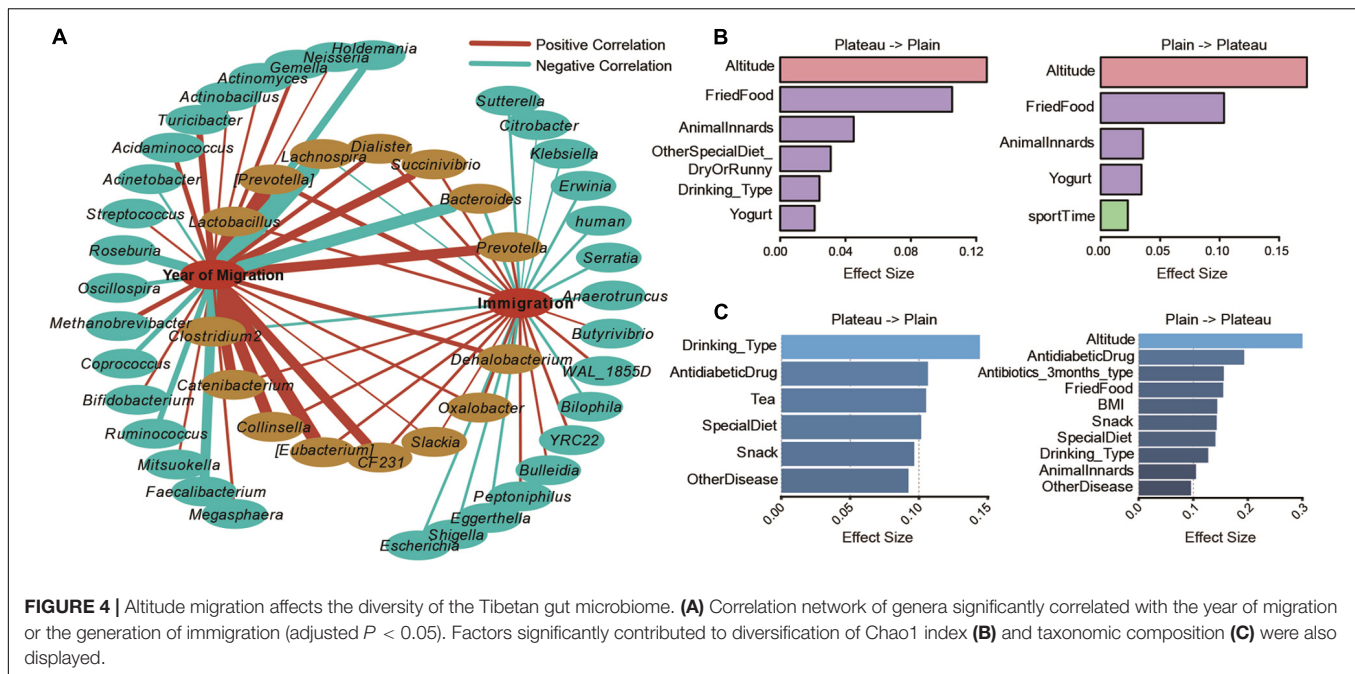 A
Positive Correlation
Negative Correlation
Holdemania
Neisseria
Gemella
Actinomyces
Actinobacillus
Turicibacter
Acidaminococcus
Acinetobacter
Streptococcus
Roseburia
Oscillospira
Methanobrevibacter
Coprococcus
Bifidobacterium
Ruminococcus
Mitsuokella
Faecalibacterium
Megasphaera
Year of Migration
Lachnospira
Dialister
Succinivibrio
[Prevotella]
Bacteroides
Lactobacillus
Prevotella
Clostridium2
Catenibacterium
Collinsella
[Eubacterium]
CF231
Slackia
Oxalobacter
Dehalobacterium
Immigration
Sutterella
Citrobacter
Klebsiella
Erwinia
human
Serratia
Anaerotruncus
Butyrivibrio
WAL_1855D
Bilophila
YRC22
Bulleidia
Peptoniphilus
Eggerthella
Shigella
Escherichia
B
Plateau -> Plain
Altitude
FriedFood
AnimalInnards
OtherSpecialDiet_
DryOrRunny
Drinking_Type
Yogurt
0.00 0.04 0.08 0.12
Effect Size
Plain -> Plateau
Altitude
FriedFood
AnimalInnards
Yogurt
sportTime
0.00 0.05 0.10 0.15
Effect Size
C
Plateau -> Plain
Drinking_Type
AntidiabeticDrug
Tea
SpecialDiet
Snack
OtherDisease
0.00 0.05 0.10 0.15
Effect Size
Plain -> Plateau
Altitude
AntidiabeticDrug
Antibiotics_3months_type
FriedFood
BMI
Snack
SpecialDiet
Drinking_Type
AnimalInnards
OtherDisease
0.0 0.1 0.2 0.3
Effect Size
FIGURE 4 | Altitude migration affects the diversity of the Tibetan gut microbiome. (A) Correlation network of genera significantly correlated with the year of migration
or the generation of immigration (adjusted P < 0.05). Factors significantly contributed to diversification of Chao1 index (B) and taxonomic composition (C) were also
displayed.